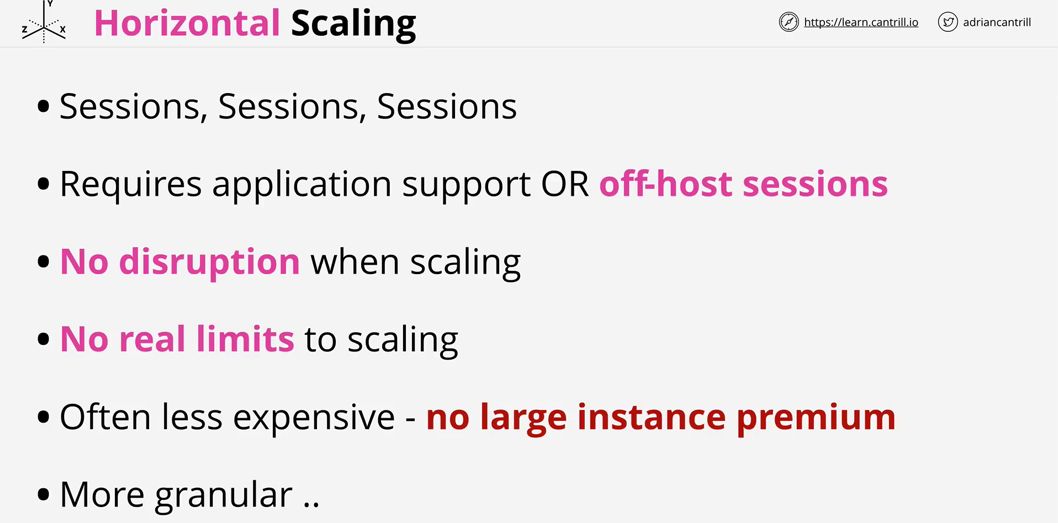 Y
Z X
Horizontal Scaling
https://learn.cantrill.io adriancantrill
• Sessions, Sessions, Sessions
• Requires application support OR off-host sessions
• No disruption when scaling
• No real limits to scaling
• Often less expensive - no large instance premium
• More granular ..